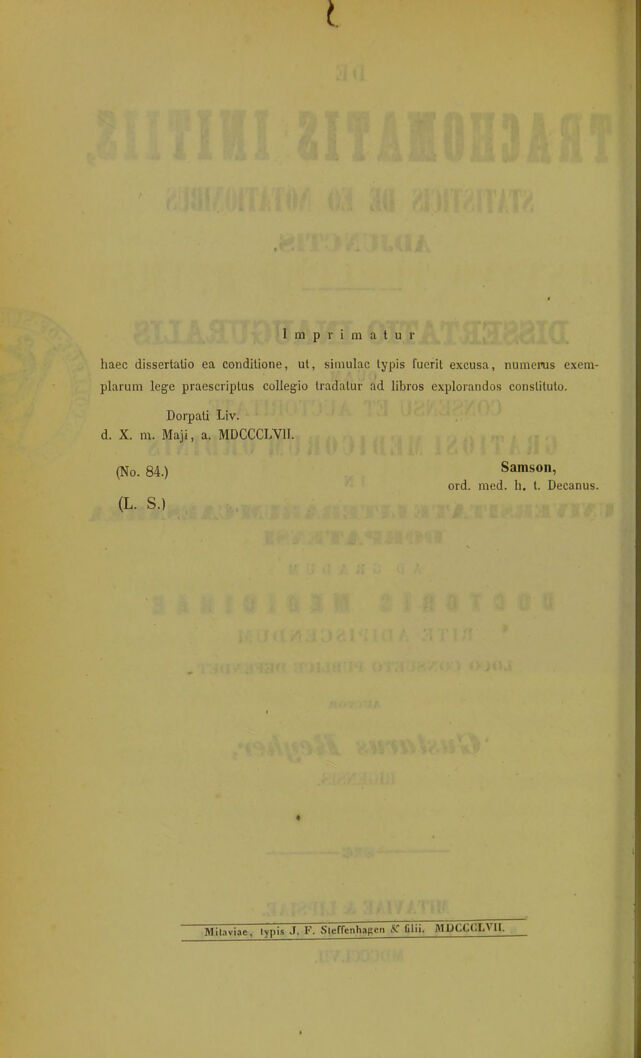 Imprimatur
haec dissertatio ea conditione, ut, simulac typis fuerit excusa, numerus exem-
plarum lege praescriptus collegio tradatur ad libros explorandos constituto.
Dorpati Liv.
d. X. m. Maji, a. MDCCCLVII.
(No. 84.)
Samson,
ord. med. h. t. Decanus.
(L. S.)
Mitaviae, typis J. F. Steffenhagen & filii. MDCCCLVII.